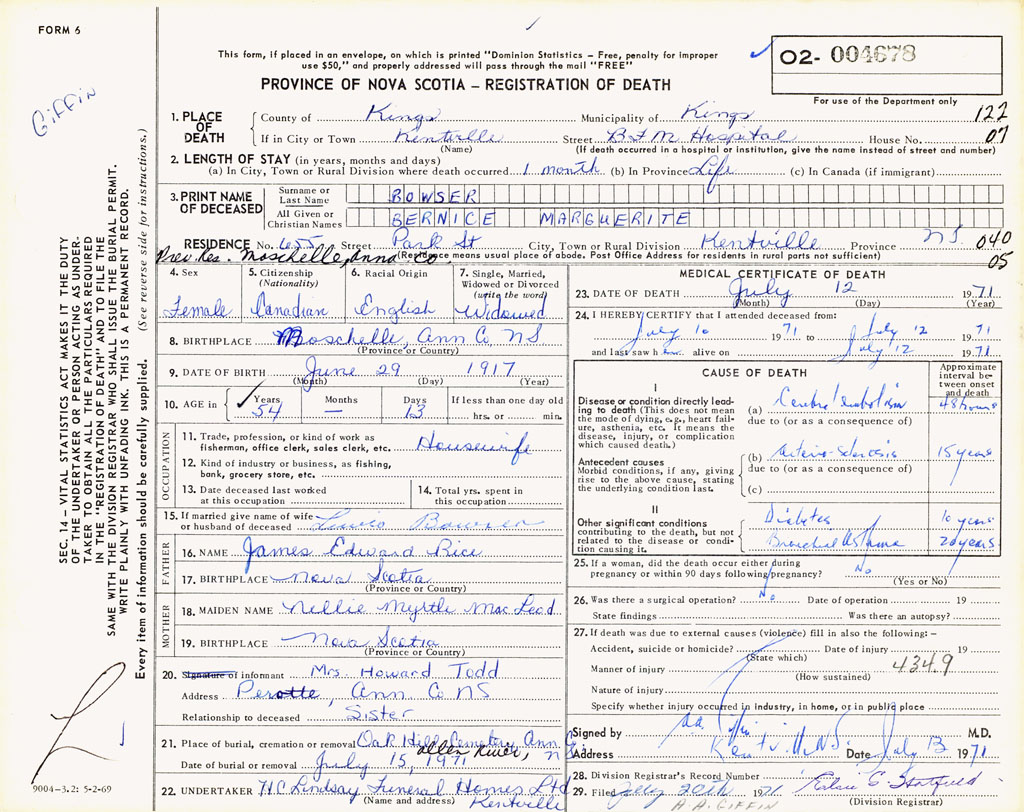 FORM 6
This form, if placed in an envelope, on which is printed "Dominion Statistics – Free, penalty for improper
use $50," and properly addressed will pass through the mail "FREE"
02- 004678
PROVINCE OF NOVA SCOTIA – REGISTRATION OF DEATH
For use of the Department only
GIFFIN
SEC. 14 – VITAL STATISTICS ACT MAKES IT THE DUTY
OF THE UNDERTAKER OR PERSON ACTING AS UNDER-
TAKER TO OBTAIN ALL THE PARTICULARS REQUIRED
IN THE "REGISTRATION OF DEATH" AND TO FILE THE
SAME WITH THE DIVISION REGISTRAR WHO SHALL ISSUE THE BURIAL PERMIT.
WRITE PLAINLY WITH UNFADING INK. THIS IS A PERMANENT RECORD.
Every item of information should be carefully supplied. (See reverse side for instructions.)
9004-3.2: 5-2-69
1. PLACE OF DEATH
County of Kings Municipality of Kings 122
If in City or Town Kentville Street B F M Hospital House No. 07
(Name) (If death occurred in a hospital or institution, give the name instead of street and number)
2. LENGTH OF STAY (in years, months and days)
(a) In City, Town or Rural Division where death occurred 1 month (b) In Province Life (c) In Canada (if immigrant)
3. PRINT NAME OF DECEASED
Surname or Last Name BOWSER
All Given or Christian Names BERNICE MARGUERITE
RESIDENCE No. 655 Street Park St City, Town or Rural Division Kentville Province N.S. 040
Prev. Res. Moschelle, Anna Co. (Residence means usual place of abode. Post Office Address for residents in rural parts not sufficient) 05
4. Sex Female
5. Citizenship (Nationality) Canadian
6. Racial Origin English
7. Single, Married, Widowed or Divorced (write the word) Widowed
8. BIRTHPLACE Moschelle, Ann Co, NS
(Province or Country)
9. DATE OF BIRTH June 29 1917
(Month) (Day) (Year)
10. AGE in Years 54 Months – Days 13 If less than one day old hrs. or min.
OCCUPATION
11. Trade, profession, or kind of work as fisherman, office clerk, sales clerk, etc. Housewife
12. Kind of industry or business, as fishing, bank, grocery store, etc.
13. Date deceased last worked at this occupation
14. Total yrs. spent in this occupation
15. If married give name of wife or husband of deceased Lewis Bowser
FATHER
16. NAME James Edward Rice
17. BIRTHPLACE Nova Scotia
(Province or Country)
MOTHER
18. MAIDEN NAME Nellie Myrtle MacLeod
19. BIRTHPLACE Nova Scotia
(Province or Country)
20. Signature of informant Mrs. Howard Todd
Address Perotte, Ann Co NS
Relationship to deceased Sister
21. Place of burial, cremation or removal Oak Hill Cemetery, Ann
Allen River, N
Date of burial or removal July 15, 1971
22. UNDERTAKER Lindsay Funeral Homes Ltd
(Name and address) Kentville
MEDICAL CERTIFICATE OF DEATH
23. DATE OF DEATH July 12 1971
(Month) (Day) (Year)
24. I HEREBY CERTIFY that I attended deceased from:
July 10 1971 to July 12 1971
and last saw h alive on July 12 1971
CAUSE OF DEATH
Approximate interval between onset and death
I
Disease or condition directly leading to death (This does not mean the mode of dying, e.g., heart failure, asthenia, etc. It means the disease, injury, or complication which caused death.)
(a) Cerebral embolism 48 hours
due to (or as a consequence of)
Antecedent causes
Morbid conditions, if any, giving rise to the above cause, stating the underlying condition last.
(b) Arteriosclerosis 15 years
due to (or as a consequence of)
(c)
II
Other significant conditions contributing to the death, but not related to the disease or condition causing it.
Diabetes 10 years
Bronchial Asthma 20 years
25. If a woman, did the death occur either during pregnancy or within 90 days following pregnancy? No
(Yes or No)
26. Was there a surgical operation? No Date of operation 19
State findings Was there an autopsy?
27. If death was due to external causes (violence) fill in also the following: –
Accident, suicide or homicide? Date of injury 19
(State which) 4349
Manner of injury (How sustained)
Nature of injury
Specify whether injury occurred in industry, in home, or in public place
Signed by A.A. Giffin M.D.
Address Kentville N.S. Date July 13 1971
28. Division Registrar's Record Number
29. Filed July 20th 1971
A. A. GIFFIN (Division Registrar)